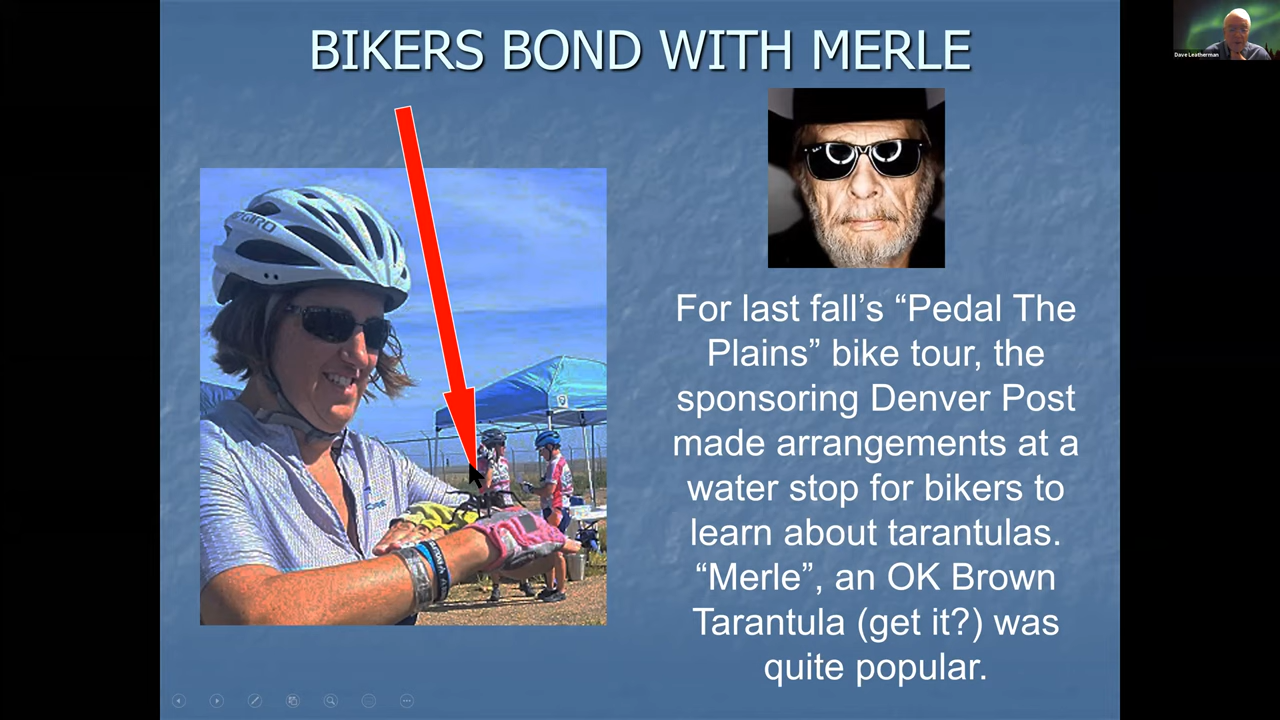 BIKERS BOND WITH MERLE
Dave Leatherman
GIRO
For last fall’s “Pedal The
Plains” bike tour, the
sponsoring Denver Post
made arrangements at a
water stop for bikers to
learn about tarantulas.
“Merle”, an OK Brown
Tarantula (get it?) was
quite popular.